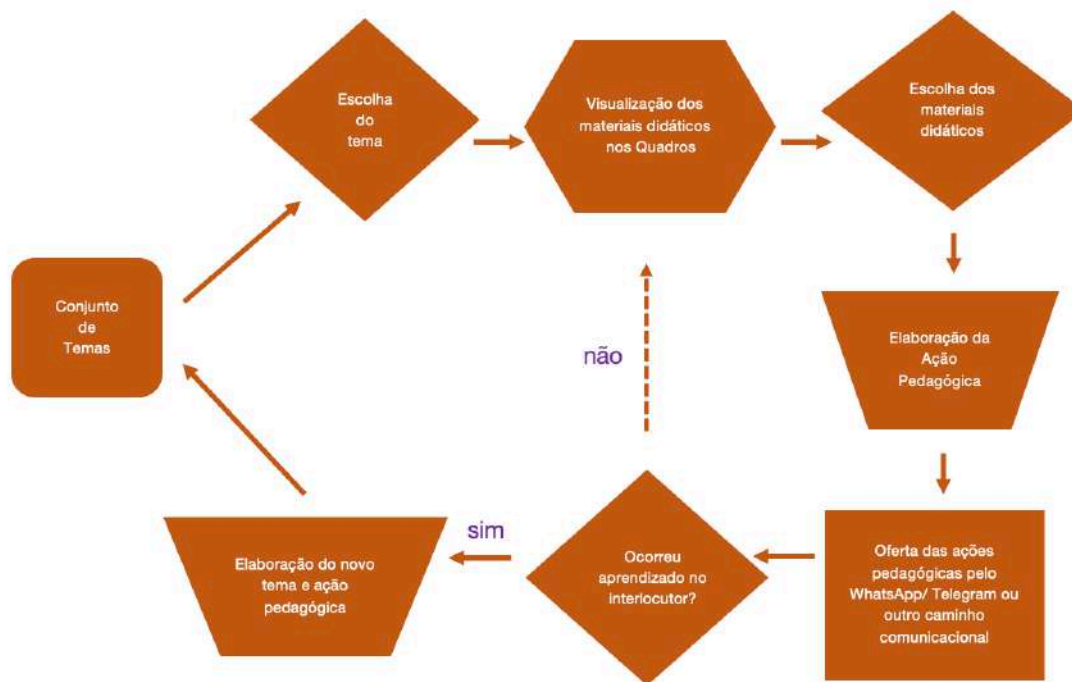 Escolha
do
tema
Visualização dos
materiais didáticos
nos Quadros
Escolha dos
materiais
didáticos
Conjunto
de
Temas
Elaboração da
Ação
Pedagógica
não
sim
Elaboração do novo
tema e ação
pedagógica
Ocorreu
aprendizado no
interlocutor?
Oferta das ações
pedagógicas pelo
WhatsApp/ Telegram ou
outro caminho
comunicacional